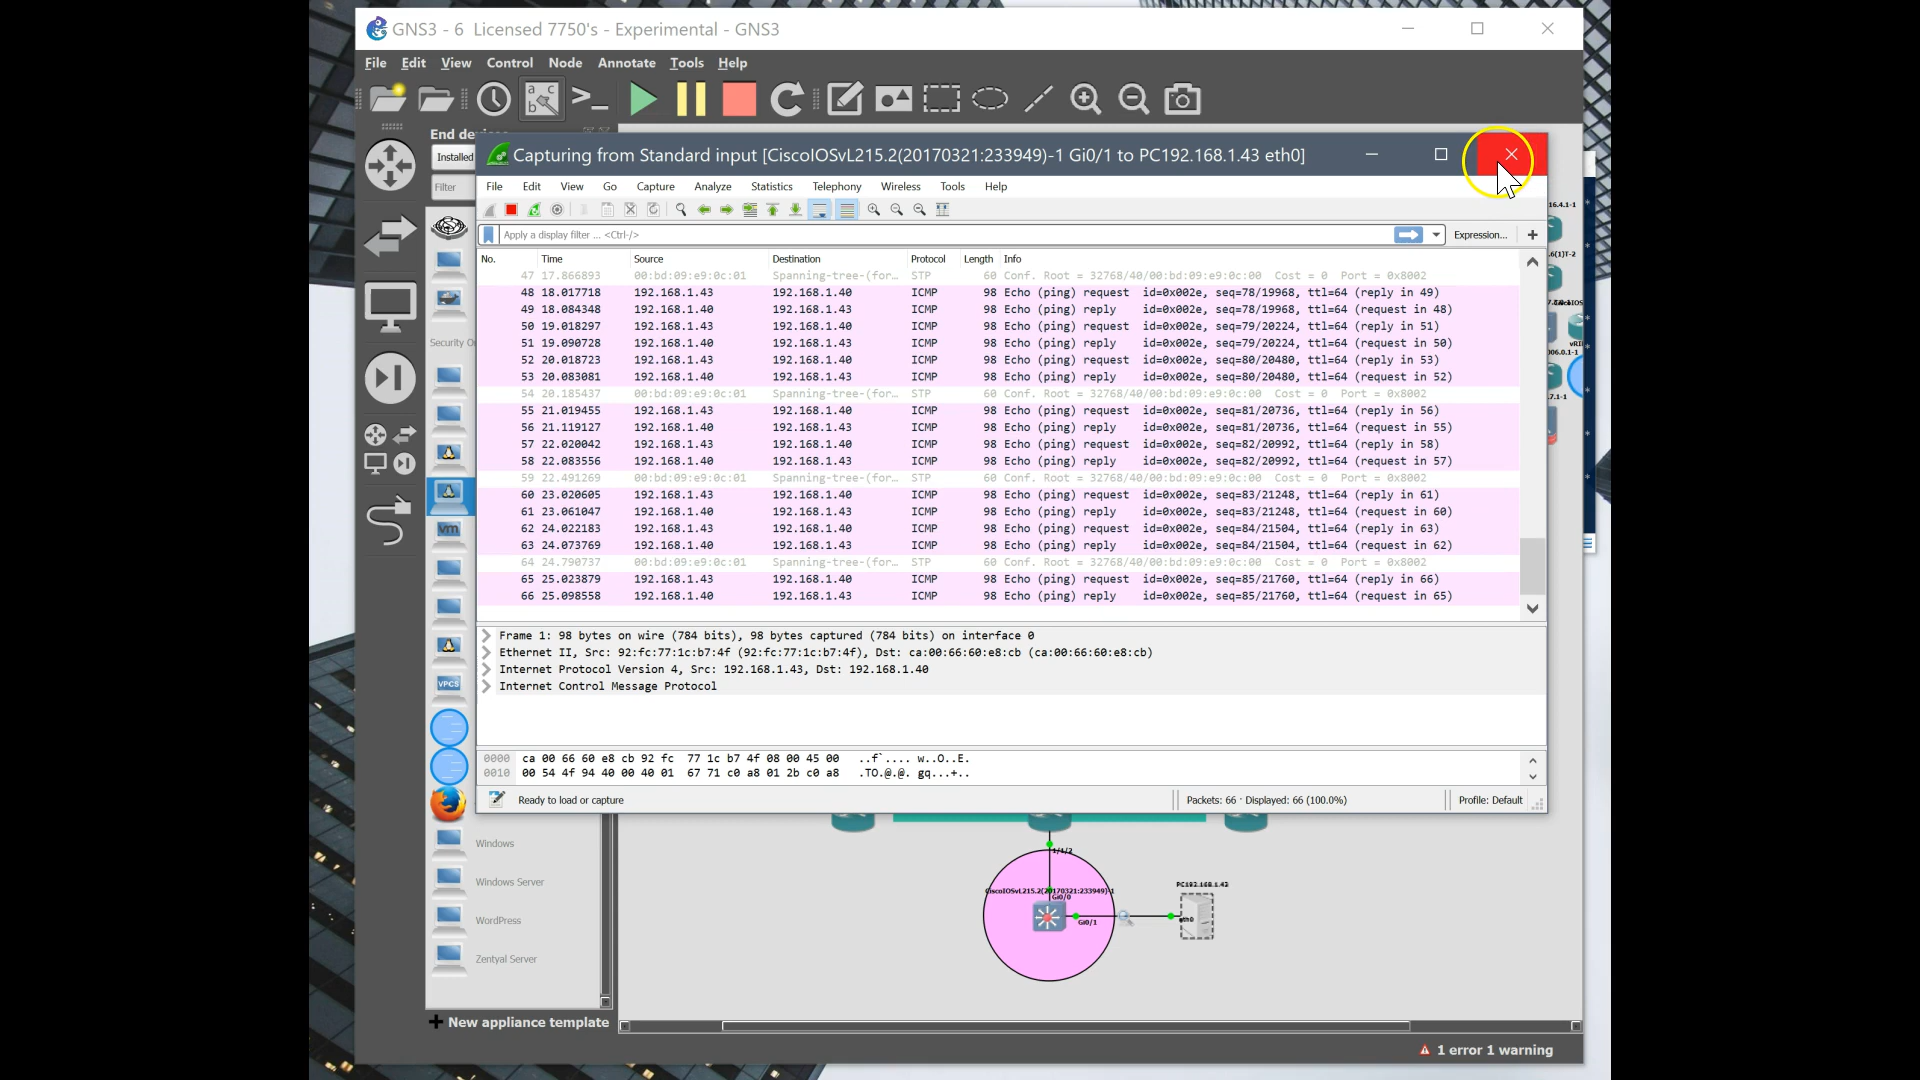 GNS3 - 6 Licensed 7750's - Experimental - GNS3
File Edit View Control Node Annotate Tools Help
End de
Installed
Filter
Security O
Capturing from Standard input [CiscoIOSvL215.2(20170321:233949)-1 Gi0/1 to PC192.168.1.43 eth0]
File Edit View Go Capture Analyze Statistics Telephony Wireless Tools Help
Apply a display filter ... <Ctrl-/>
Expression...
No. Time Source Destination Protocol Length Info
47 17.866893 00:bd:09:e9:0c:01 Spanning-tree-(for… STP 60 Conf. Root = 32768/40/00:bd:09:e9:0c:00 Cost = 0 Port = 0x8002
48 18.017718 192.168.1.43 192.168.1.40 ICMP 98 Echo (ping) request id=0x002e, seq=78/19968, ttl=64 (reply in 49)
49 18.084348 192.168.1.40 192.168.1.43 ICMP 98 Echo (ping) reply id=0x002e, seq=78/19968, ttl=64 (request in 48)
50 19.018297 192.168.1.43 192.168.1.40 ICMP 98 Echo (ping) request id=0x002e, seq=79/20224, ttl=64 (reply in 51)
51 19.090728 192.168.1.40 192.168.1.43 ICMP 98 Echo (ping) reply id=0x002e, seq=79/20224, ttl=64 (request in 50)
52 20.018723 192.168.1.43 192.168.1.40 ICMP 98 Echo (ping) request id=0x002e, seq=80/20480, ttl=64 (reply in 53)
53 20.083081 192.168.1.40 192.168.1.43 ICMP 98 Echo (ping) reply id=0x002e, seq=80/20480, ttl=64 (request in 52)
54 20.185437 00:bd:09:e9:0c:01 Spanning-tree-(for… STP 60 Conf. Root = 32768/40/00:bd:09:e9:0c:00 Cost = 0 Port = 0x8002
55 21.019455 192.168.1.43 192.168.1.40 ICMP 98 Echo (ping) request id=0x002e, seq=81/20736, ttl=64 (reply in 56)
56 21.119127 192.168.1.40 192.168.1.43 ICMP 98 Echo (ping) reply id=0x002e, seq=81/20736, ttl=64 (request in 55)
57 22.020042 192.168.1.43 192.168.1.40 ICMP 98 Echo (ping) request id=0x002e, seq=82/20992, ttl=64 (reply in 58)
58 22.083556 192.168.1.40 192.168.1.43 ICMP 98 Echo (ping) reply id=0x002e, seq=82/20992, ttl=64 (request in 57)
59 22.491269 00:bd:09:e9:0c:01 Spanning-tree-(for… STP 60 Conf. Root = 32768/40/00:bd:09:e9:0c:00 Cost = 0 Port = 0x8002
60 23.020605 192.168.1.43 192.168.1.40 ICMP 98 Echo (ping) request id=0x002e, seq=83/21248, ttl=64 (reply in 61)
61 23.061047 192.168.1.40 192.168.1.43 ICMP 98 Echo (ping) reply id=0x002e, seq=83/21248, ttl=64 (request in 60)
62 24.022183 192.168.1.43 192.168.1.40 ICMP 98 Echo (ping) request id=0x002e, seq=84/21504, ttl=64 (reply in 63)
63 24.073769 192.168.1.40 192.168.1.43 ICMP 98 Echo (ping) reply id=0x002e, seq=84/21504, ttl=64 (request in 62)
64 24.790737 00:bd:09:e9:0c:01 Spanning-tree-(for… STP 60 Conf. Root = 32768/40/00:bd:09:e9:0c:00 Cost = 0 Port = 0x8002
65 25.023879 192.168.1.43 192.168.1.40 ICMP 98 Echo (ping) request id=0x002e, seq=85/21760, ttl=64 (reply in 66)
66 25.098558 192.168.1.40 192.168.1.43 ICMP 98 Echo (ping) reply id=0x002e, seq=85/21760, ttl=64 (request in 65)
Frame 1: 98 bytes on wire (784 bits), 98 bytes captured (784 bits) on interface 0
Ethernet II, Src: 92:fc:77:1c:b7:4f (92:fc:77:1c:b7:4f), Dst: ca:00:66:60:e8:cb (ca:00:66:60:e8:cb)
Internet Protocol Version 4, Src: 192.168.1.43, Dst: 192.168.1.40
Internet Control Message Protocol
0000 ca 00 66 60 e8 cb 92 fc 77 1c b7 4f 08 00 45 00 ..f`.... w..O..E.
0010 00 54 4f 94 40 00 40 01 67 71 c0 a8 01 2b c0 a8 .TO.@.@. gq...+..
Ready to load or capture
Packets: 66 · Displayed: 66 (100.0%)
Profile: Default
vm
VPCS
Windows
Windows Server
WordPress
Zentyal Server
New appliance template
16.4.1-1
6(1)T-2
006.0.1-1
.7.1-1
1/1/2
CiscoIOSvL215.2(20170321:233949)-1
Gi0/0
Gi0/1
PC192.168.1.43
eth0
1 error 1 warning